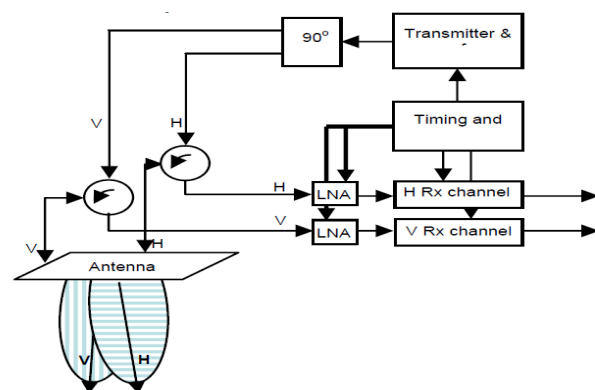 90°
Transmitter &
Timing and
V
H
H
LNA
H Rx channel
V
LNA
V Rx channel
V
H
Antenna
V
H